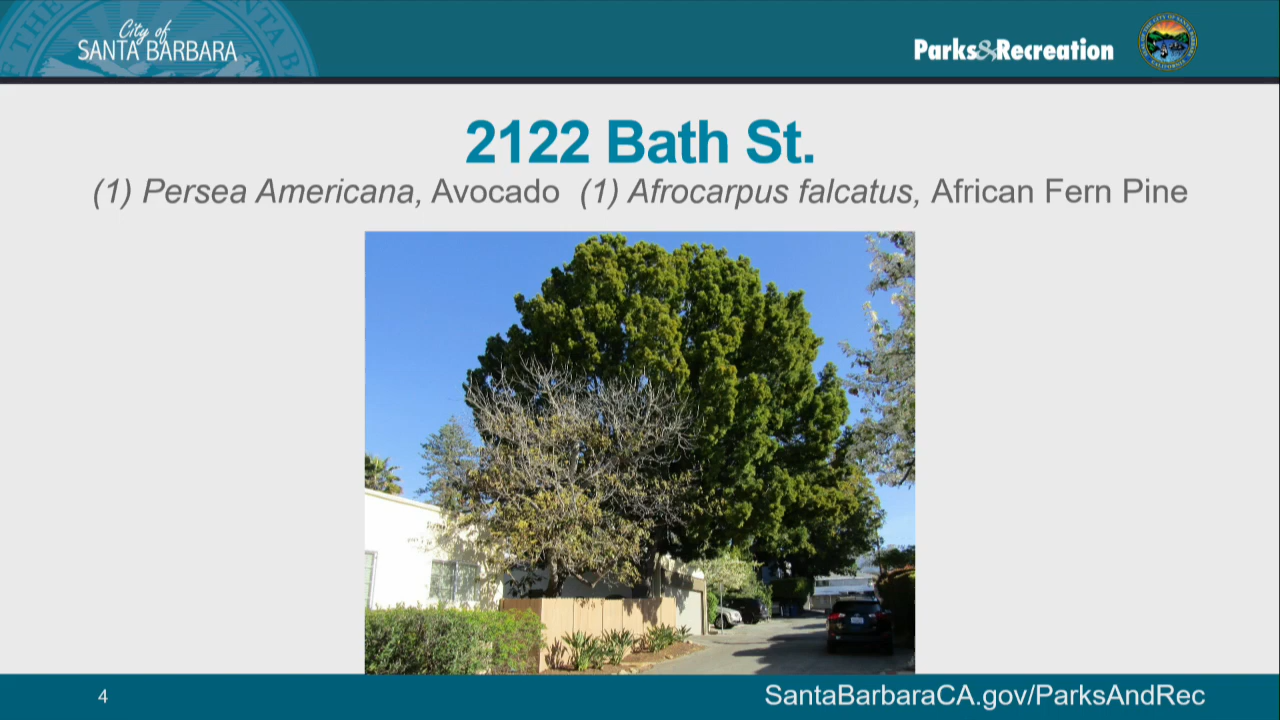 City of
SANTA BARBARA
Parks&Recreation
2122 Bath St.
(1) Persea Americana, Avocado (1) Afrocarpus falcatus, African Fern Pine
4
SantaBarbaraCA.gov/ParksAndRec